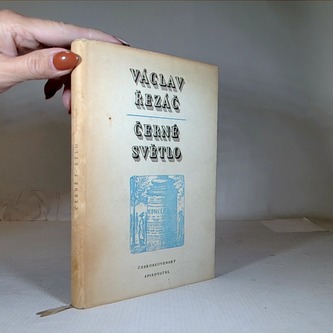 VÁCLAV
ŘEZÁČ
ČERNÉ
SVĚTLO
ČESKOSLOVENSKÝ
SPISOVATEL